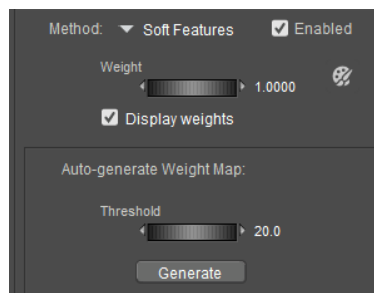 Method: Soft Features Enabled
Weight
1.0000
Display weights
Auto-generate Weight Map:
Threshold
20.0
Generate